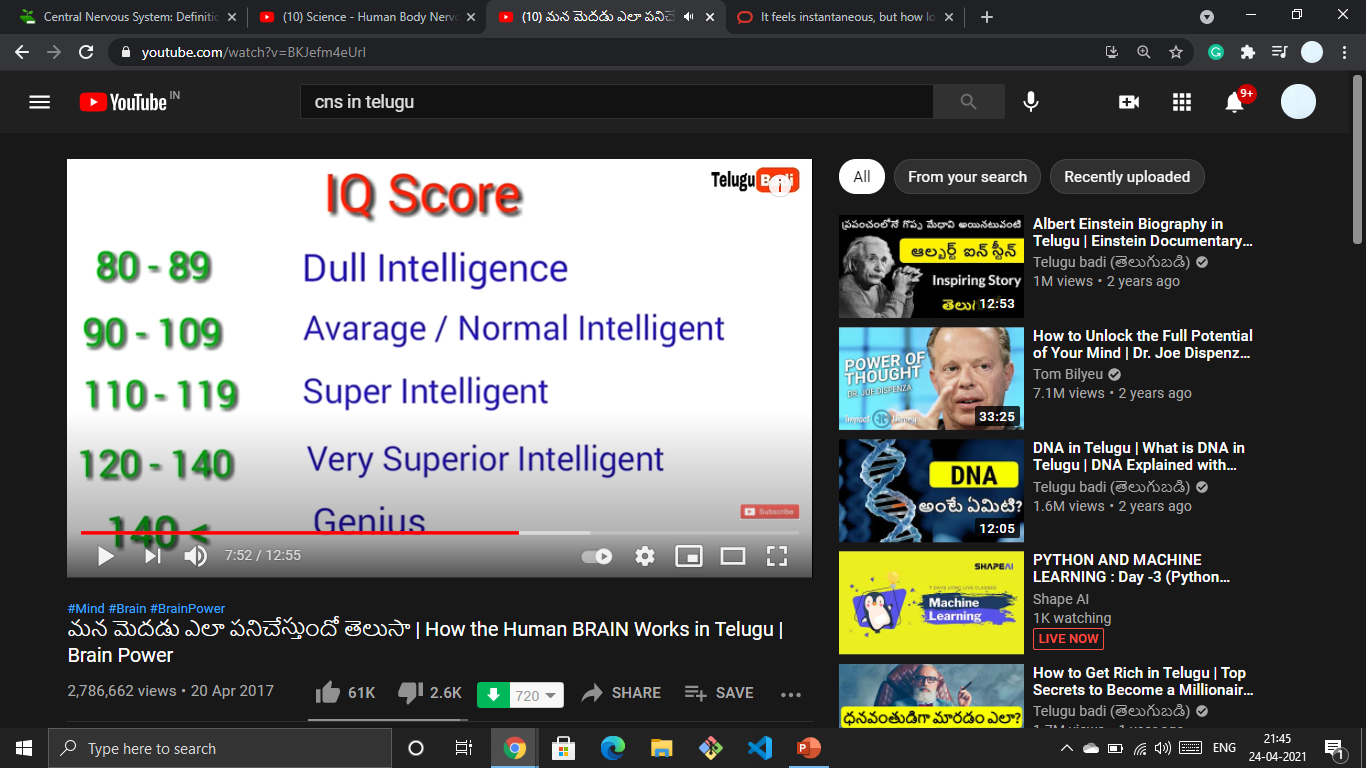 Central Nervous System: Definitio
(10) Science - Human Body Nervo
(10) మన మెదడు ఎలా పనిచే
It feels instantaneous, but how lo
youtube.com/watch?v=BKJefm4eUrI
YouTube IN
cns in telugu
9+
IQ Score
Telugu
80 - 89 Dull Intelligence
90 - 109 Avarage / Normal Intelligent
110 - 119 Super Intelligent
120 - 140 Very Superior Intelligent
140 < Genius
Subscribe
7:52 / 12:55
#Mind #Brain #BrainPower
మన మెదడు ఎలా పనిచేస్తుందో తెలుసా | How the Human BRAIN Works in Telugu |
Brain Power
2,786,662 views • 20 Apr 2017
61K 2.6K 720 SHARE SAVE
All From your search Recently uploaded
ప్రపంచంలోనే గొప్ప మేధావి అయినటువంటి
ఆల్బర్ట్ ఐన్ స్టీన్
Inspiring Story
12:53
Albert Einstein Biography in
Telugu | Einstein Documentary…
Telugu badi (తెలుగుబడి)
1M views • 2 years ago
POWER OF
THOUGHT
DR. JOE DISPENZA
33:25
How to Unlock the Full Potential
of Your Mind | Dr. Joe Dispenz…
Tom Bilyeu
7.1M views • 2 years ago
DNA
అంటే ఏమిటి?
12:05
DNA in Telugu | What is DNA in
Telugu | DNA Explained with…
Telugu badi (తెలుగుబడి)
1.6M views • 2 years ago
SHAPEAI
7 DAYS LONG LIVE CLASSES
Machine
Learning
PYTHON AND MACHINE
LEARNING : Day -3 (Python…
Shape AI
1K watching
LIVE NOW
ధనవంతుడిగా మారడం ఎలా?
How to Get Rich in Telugu | Top
Secrets to Become a Millionair…
Telugu badi (తెలుగుబడి)
Type here to search
ENG
21:45
24-04-2021
1